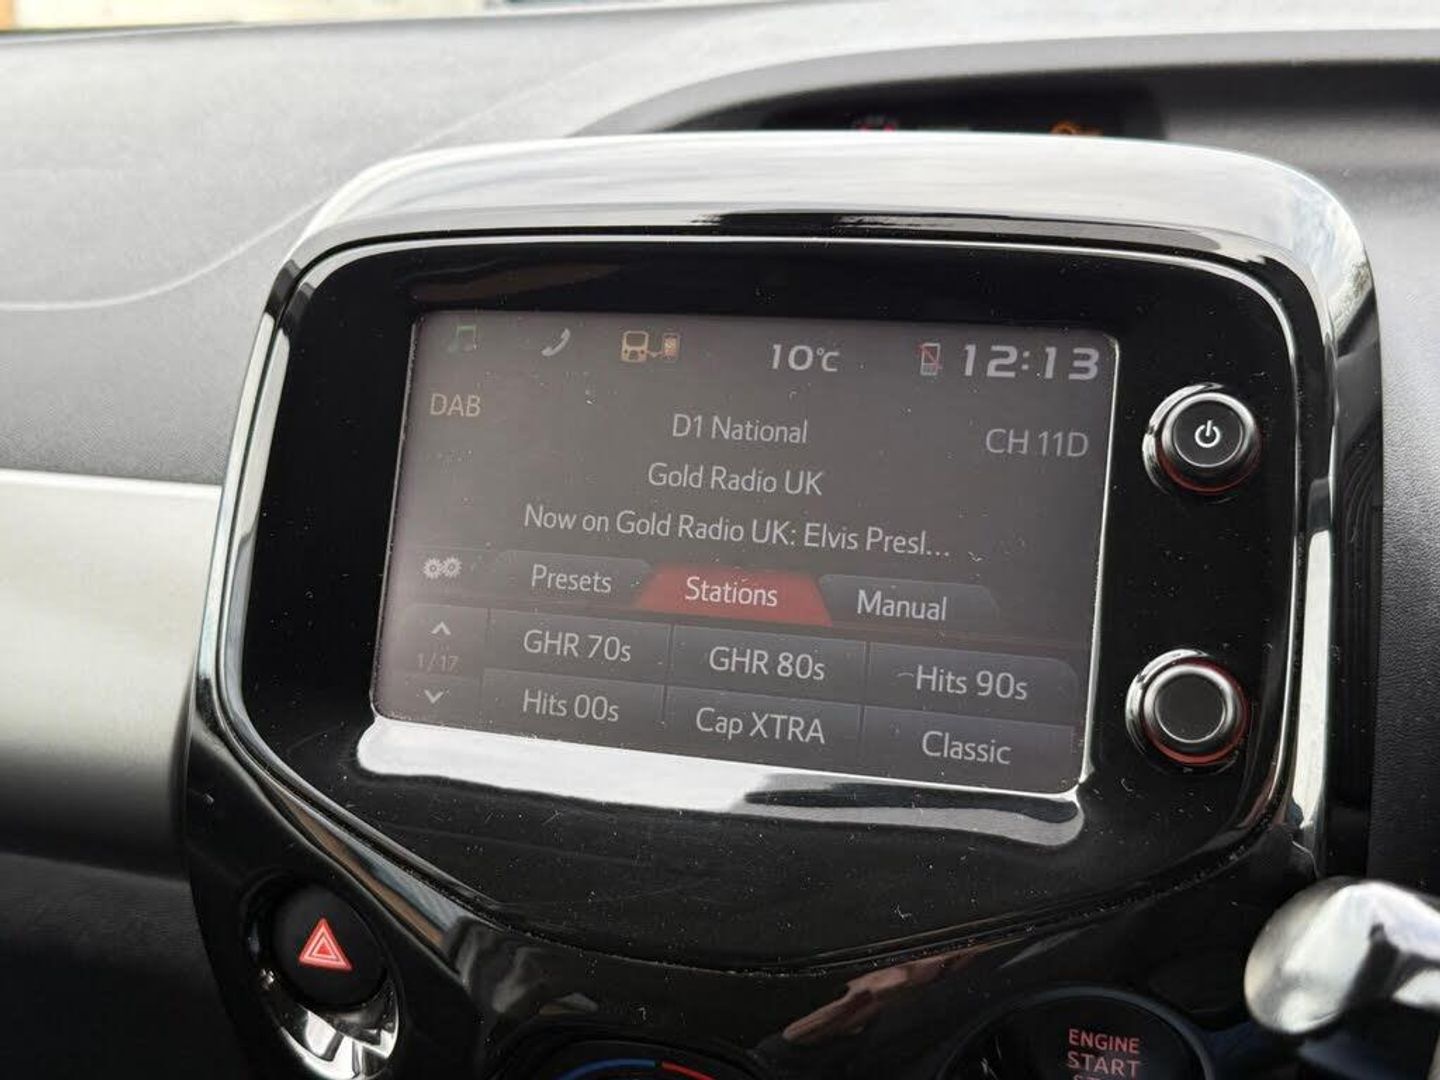 10°C 12:13
DAB
D1 National
CH 11D
Gold Radio UK
Now on Gold Radio UK: Elvis Presl...
Presets Stations Manual
1/17
GHR 70s GHR 80s Hits 90s
Hits 00s Cap XTRA Classic
ENGINE
START